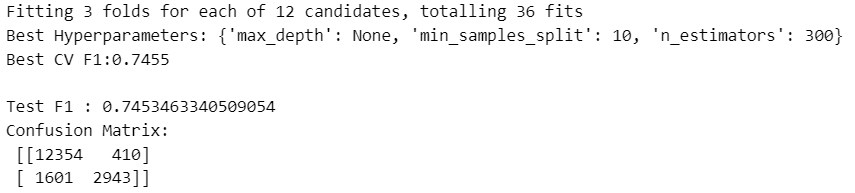 Fitting 3 folds for each of 12 candidates, totalling 36 fits
Best Hyperparameters: {'max_depth': None, 'min_samples_split': 10, 'n_estimators': 300}
Best CV F1:0.7455
Test F1 : 0.7453463340509054
Confusion Matrix:
[[12354   410]
[ 1601  2943]]